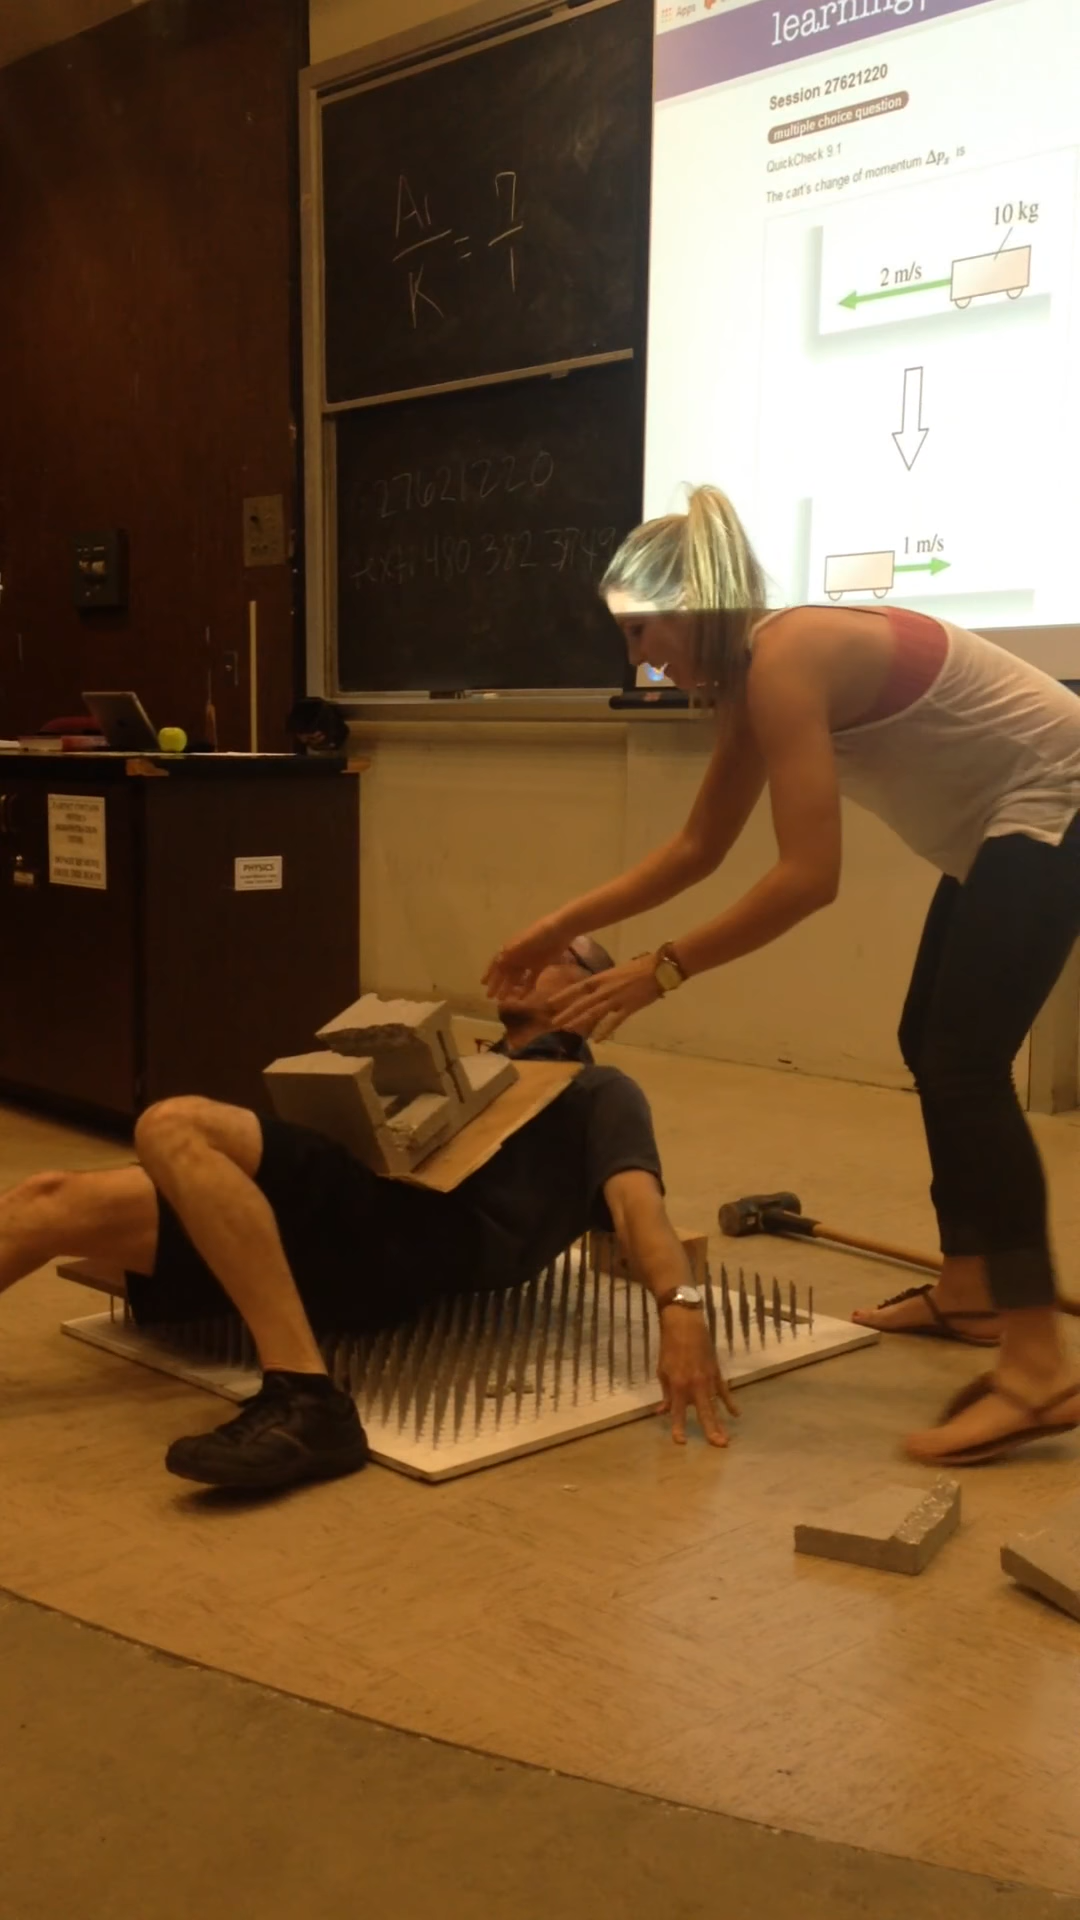 Apps
learning
Session 27621220
multiple choice question
QuickCheck 9.1
The cart's change of momentum Δpₓ is
10 kg
2 m/s
1 m/s
Ar
K
=
7
1
27621220
text: 480 382 3749
PHYSICS